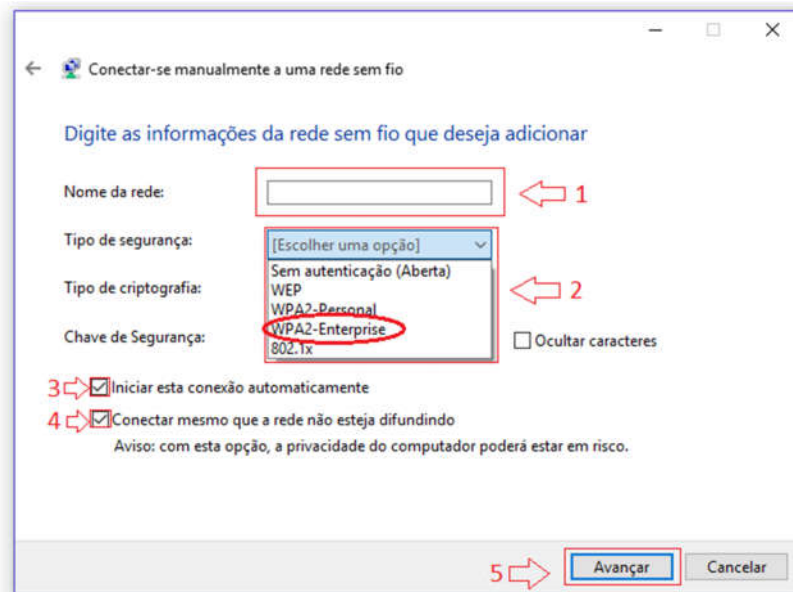 Conectar-se manualmente a uma rede sem fio
Digite as informações da rede sem fio que deseja adicionar
Nome da rede:
1
Tipo de segurança:
[Escolher uma opção]
Sem autenticação (Aberta)
Tipo de criptografia:
WEP
2
WPA2-Personal
Chave de Segurança:
WPA2-Enterprise
Ocultar caracteres
802.1x
3 Iniciar esta conexão automaticamente
4 Conectar mesmo que a rede não esteja difundindo
Aviso: com esta opção, a privacidade do computador poderá estar em risco.
5 Avançar Cancelar